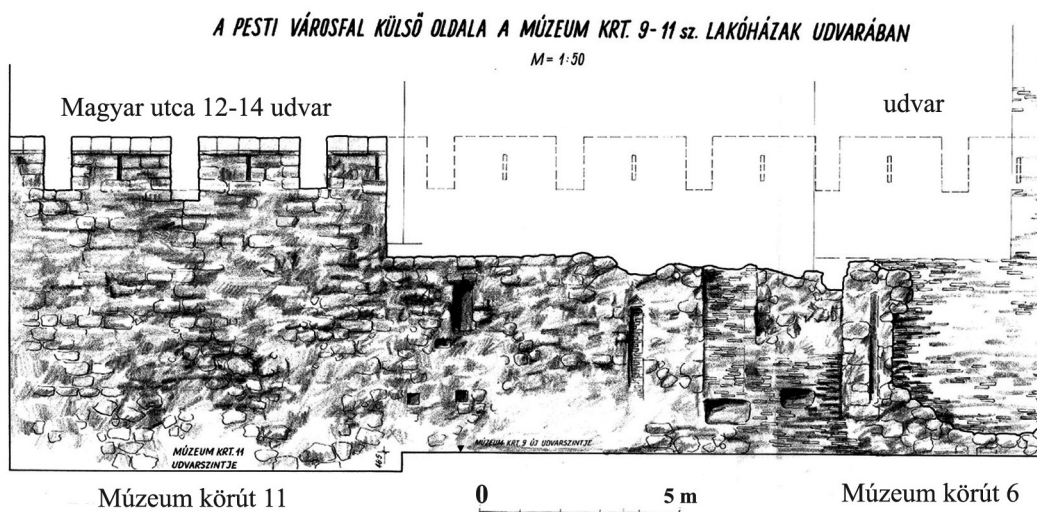 A PESTI VÁROSFAL KÜLSŐ OLDALA A MÚZEUM KRT. 9-11 sz. LAKÓHÁZAK UDVARÁBAN
M= 1:50
Magyar utca 12-14 udvar
udvar
MÚZEUM KRT. 11
UDVARSZINTJE
MÚZEUM KRT. 9 ÚJ UDVARSZINTJE
Múzeum körút 11
0
5 m
Múzeum körút 6